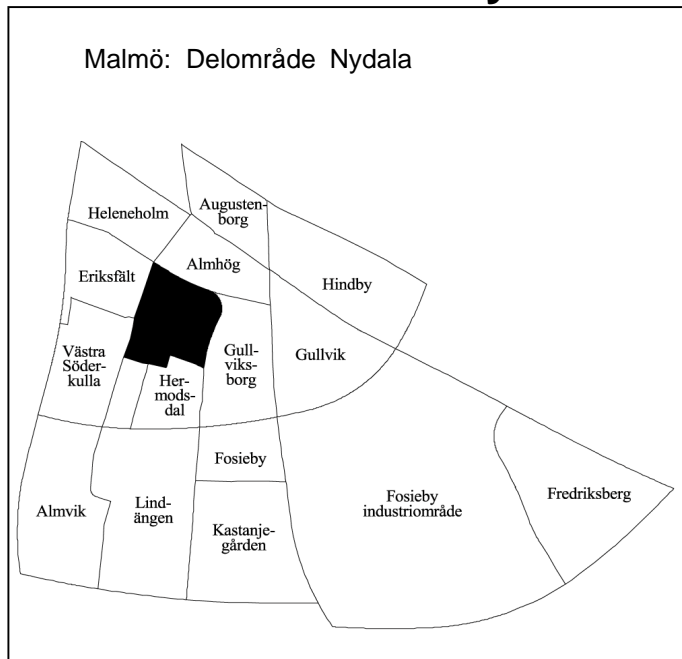 Malmö: Delområde Nydala
Augusten-
borg
Heleneholm
Almhög
Eriksfält
Hindby
Västra
Söder-
kulla
Gull-
viks-
borg
Gullvik
Her-
mods-
dal
Fosieby
Almvik
Lind-
ängen
Kastanje-
gården
Fosieby
industriområde
Fredriksberg